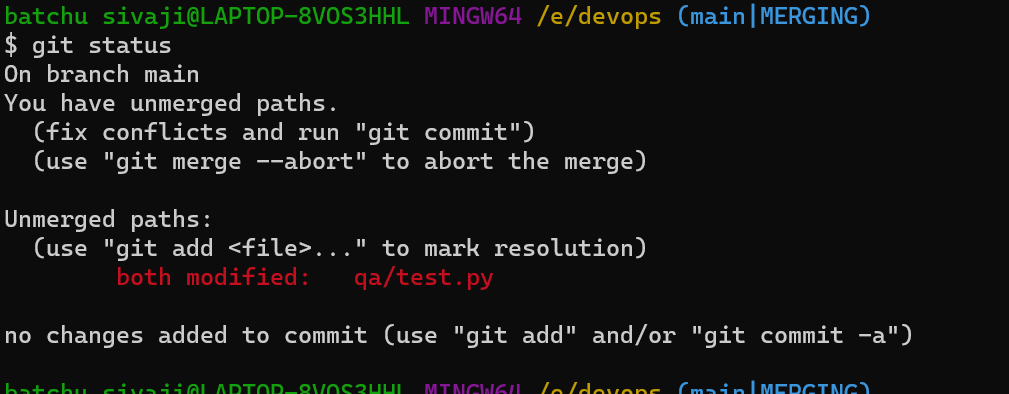 batchu sivaji@LAPTOP-8VOS3HHL MINGW64 /e/devops (main|MERGING)
$ git status
On branch main
You have unmerged paths.
  (fix conflicts and run "git commit")
  (use "git merge --abort" to abort the merge)

Unmerged paths:
  (use "git add <file>..." to mark resolution)
        both modified:   qa/test.py

no changes added to commit (use "git add" and/or "git commit -a")

batchu sivaji@LAPTOP-8VOS3HHL MINGW64 /e/devops (main|MERGING)